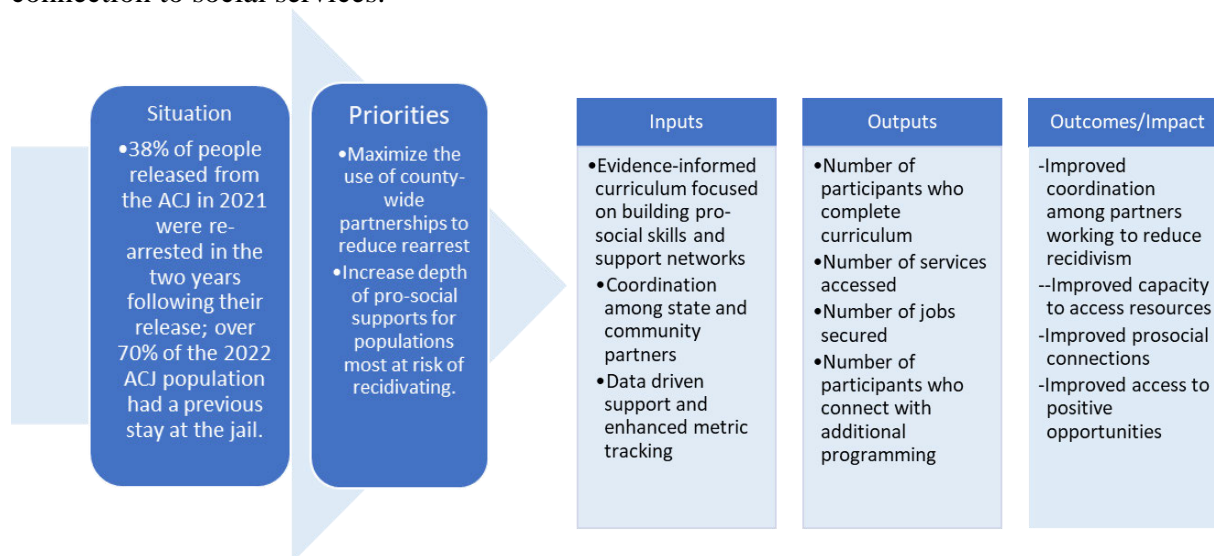 connection to social services.
Situation
•38% of people
released from
the ACJ in 2021
were re-
arrested in the
two years
following their
release; over
70% of the 2022
ACJ population
had a previous
stay at the jail.
Priorities
•Maximize the
use of county-
wide
partnerships to
reduce rearrest
•Increase depth
of pro-social
supports for
populations
most at risk of
recidivating.
Inputs
•Evidence-informed
curriculum focused
on building pro-
social skills and
support networks
•Coordination
among state and
community
partners
•Data driven
support and
enhanced metric
tracking
Outputs
•Number of
participants who
complete
curriculum
•Number of services
accessed
•Number of jobs
secured
•Number of
participants who
connect with
additional
programming
Outcomes/Impact
-Improved
coordination
among partners
working to reduce
recidivism
--Improved capacity
to access resources
-Improved prosocial
connections
-Improved access to
positive
opportunities